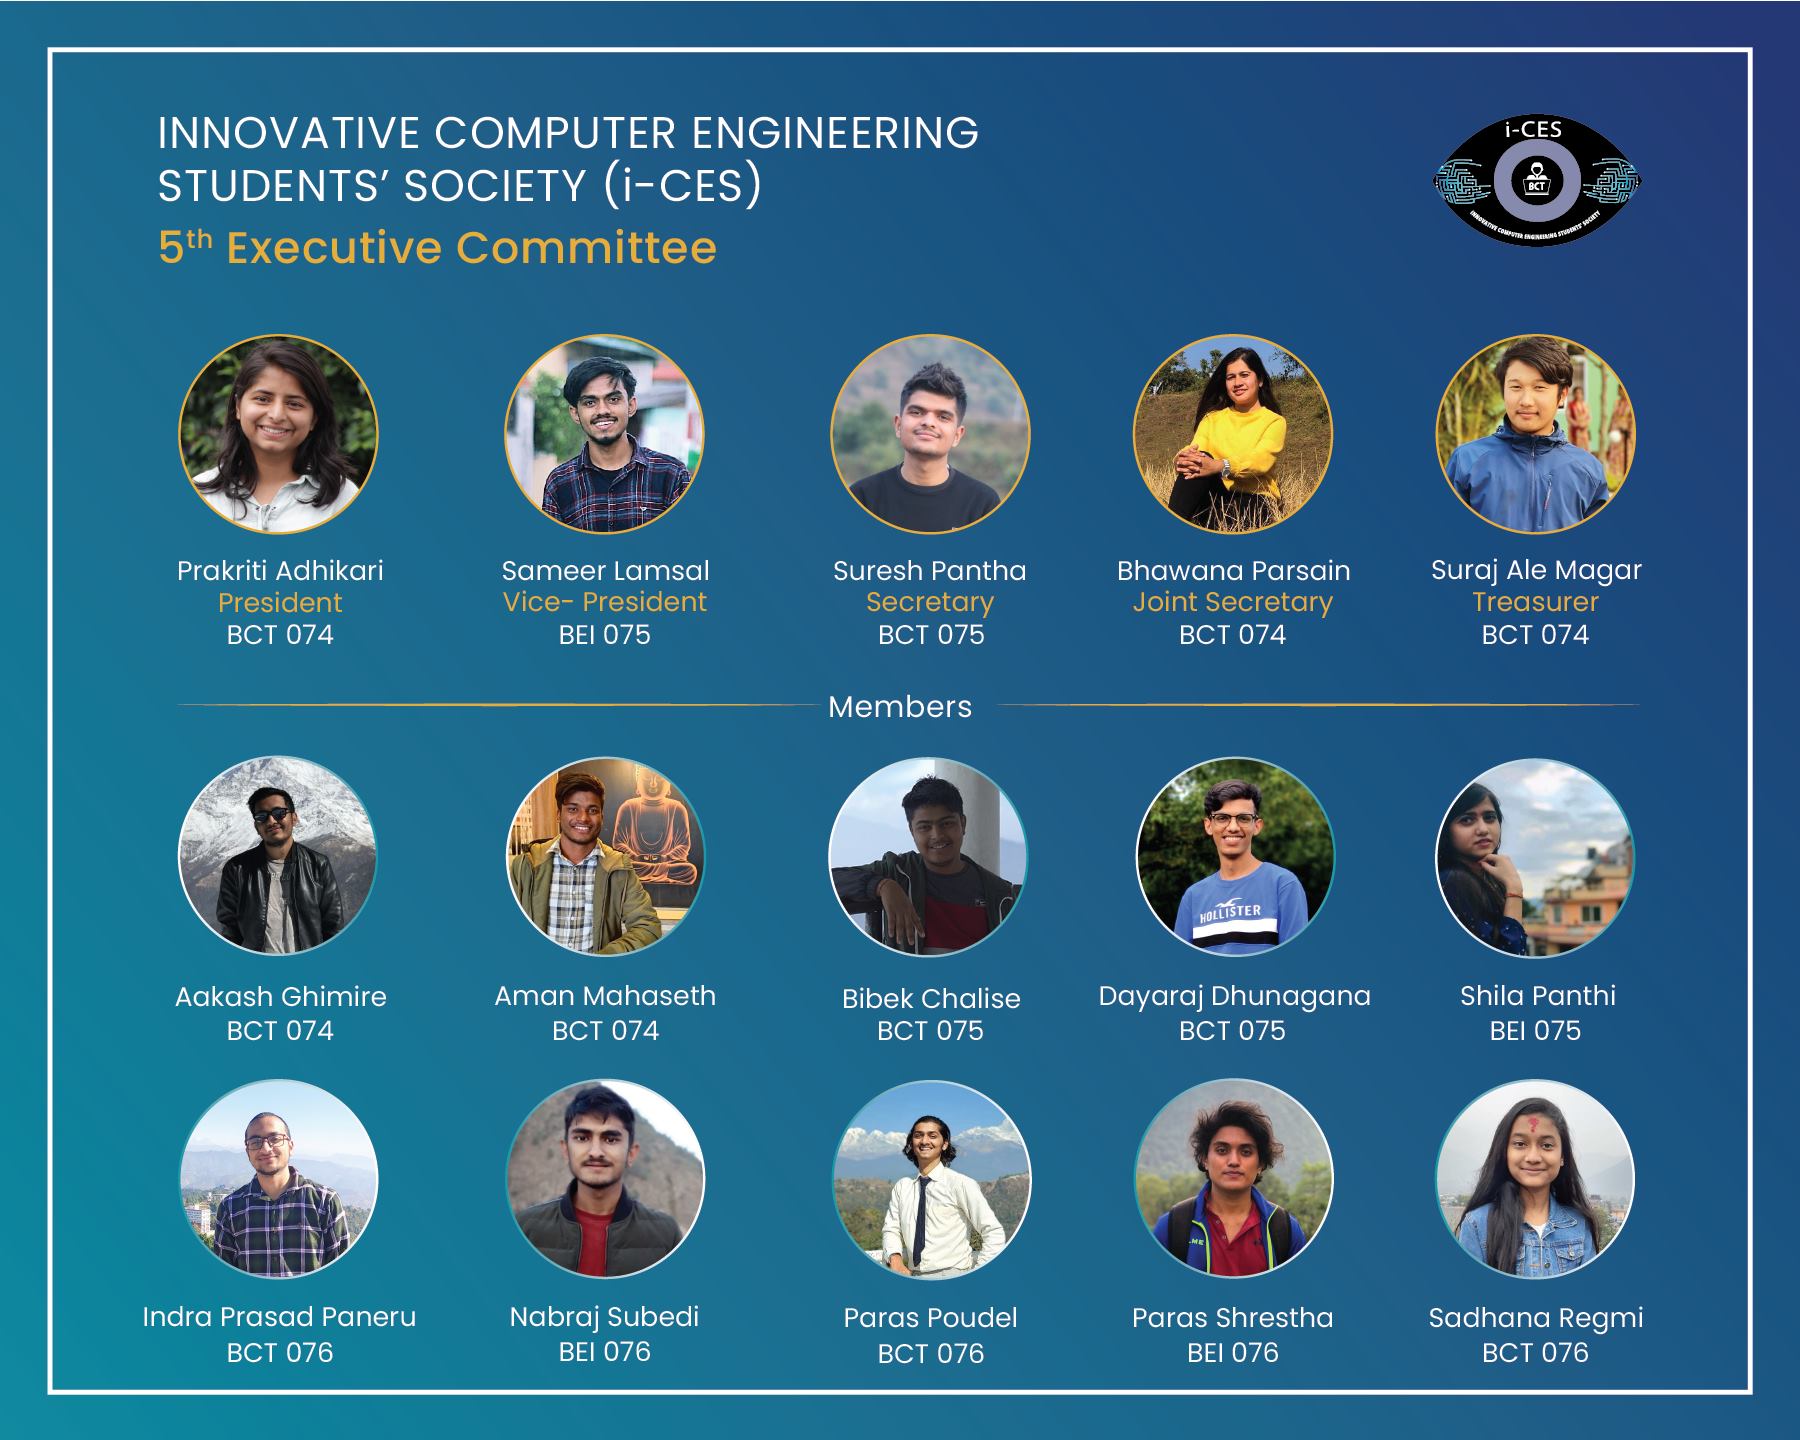 INNOVATIVE COMPUTER ENGINEERING
STUDENTS’ SOCIETY (i-CES)
5th Executive Committee
i-CES
BCT
INNOVATIVE COMPUTER ENGINEERING STUDENTS' SOCIETY
Prakriti Adhikari
President
BCT 074
Sameer Lamsal
Vice- President
BEI 075
Suresh Pantha
Secretary
BCT 075
Bhawana Parsain
Joint Secretary
BCT 074
Suraj Ale Magar
Treasurer
BCT 074
Members
HOLLISTER
Aakash Ghimire
BCT 074
Aman Mahaseth
BCT 074
Bibek Chalise
BCT 075
Dayaraj Dhunagana
BCT 075
Shila Panthi
BEI 075
Indra Prasad Paneru
BCT 076
Nabraj Subedi
BEI 076
Paras Poudel
BCT 076
Paras Shrestha
BEI 076
Sadhana Regmi
BCT 076